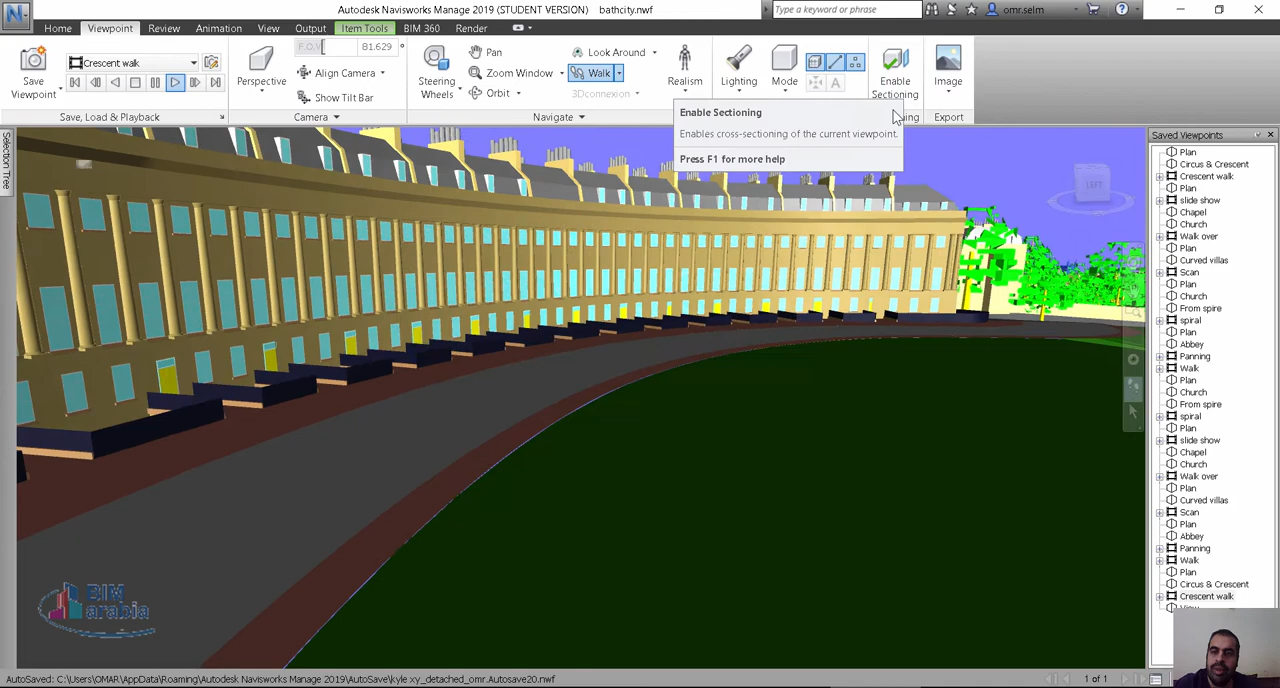 Autodesk Navisworks Manage 2019 (STUDENT VERSION) bathcity.nwf
Type a keyword or phrase
omr.selm
Home Viewpoint Review View Animation Output Item Tools BIM 360 Render
Save Viewpoint
Crescent walk
Perspective
F.O.V. 81.629 °
Align Camera
Show Tilt Bar
Steering Wheels
Pan
Zoom Window
Orbit
Look Around
Walk
3Dconnexion
Realism
Lighting
Mode
Enable Sectioning
Image
Save, Load & Playback
Camera
Navigate
Export
Enable Sectioning
Enables cross-sectioning of the current viewpoint.
Press F1 for more help
Selection Tree
LEFT
Saved Viewpoints
Plan
Circus & Crescent
Crescent walk
Plan
slide show
Chapel
Church
Walk over
Plan
Curved villas
Scan
Plan
Church
From spire
spiral
Plan
Abbey
Panning
Walk
Plan
Church
From spire
spiral
Plan
slide show
Chapel
Church
Walk over
Plan
Curved villas
Scan
Plan
Abbey
Panning
Walk
Plan
Circus & Crescent
Crescent walk
BIM
arabia
AutoSaved: C:\Users\OMAR\AppData\Roaming\Autodesk Navisworks Manage 2019\AutoSave\kyle xy_detached_omr.Autosave20.nwf
1 of 1